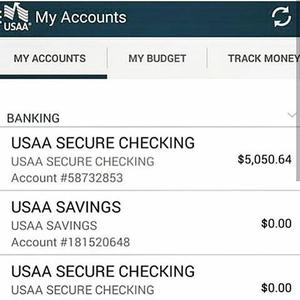 USAA® My Accounts
MY ACCOUNTS MY BUDGET TRACK MONEY
BANKING
USAA SECURE CHECKING
USAA SECURE CHECKING $5,050.64
Account #58732853
USAA SAVINGS
USAA SAVINGS $0.00
Account #181520648
USAA SECURE CHECKING
USAA SECURE CHECKING $0.00